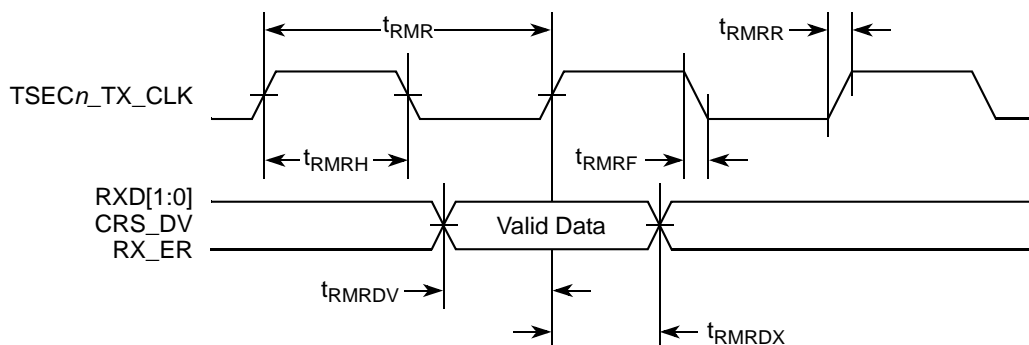 tRMR
tRMRR
TSECn_TX_CLK
tRMRH
tRMRF
RXD[1:0]
CRS_DV
RX_ER
Valid Data
tRMRDV
tRMRDX